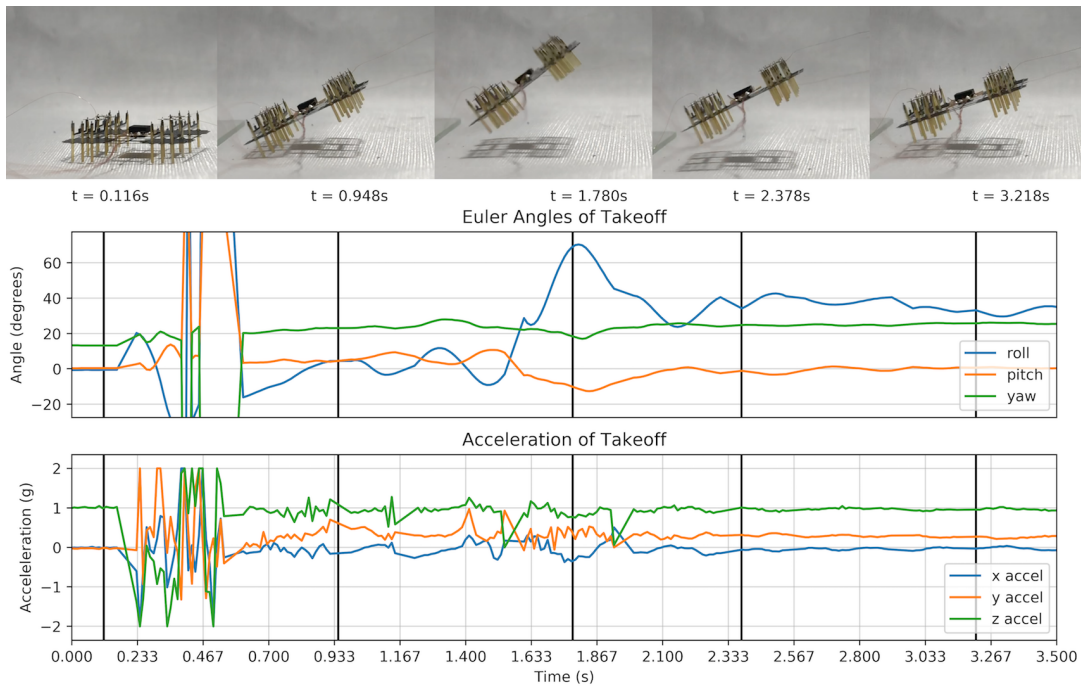 t = 0.116s t = 0.948s t = 1.780s t = 2.378s t = 3.218s
Euler Angles of Takeoff
Angle (degrees)
60
40
20
0
−20
roll
pitch
yaw
Acceleration of Takeoff
Acceleration (g)
2
1
0
−1
−2
x accel
y accel
z accel
0.000 0.233 0.467 0.700 0.933 1.167 1.400 1.633 1.867 2.100 2.333 2.567 2.800 3.033 3.267 3.500
Time (s)